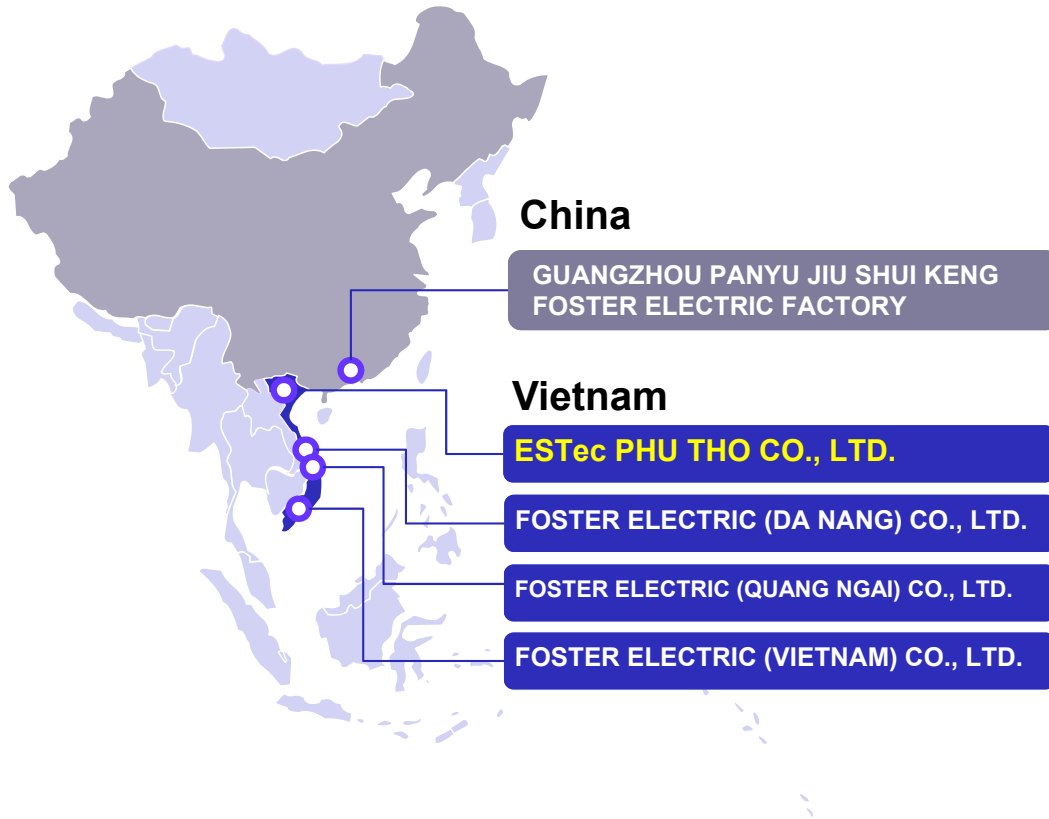 China
GUANGZHOU PANYU JIU SHUI KENG
FOSTER ELECTRIC FACTORY
Vietnam
ESTec PHU THO CO., LTD.
FOSTER ELECTRIC (DA NANG) CO., LTD.
FOSTER ELECTRIC (QUANG NGAI) CO., LTD.
FOSTER ELECTRIC (VIETNAM) CO., LTD.